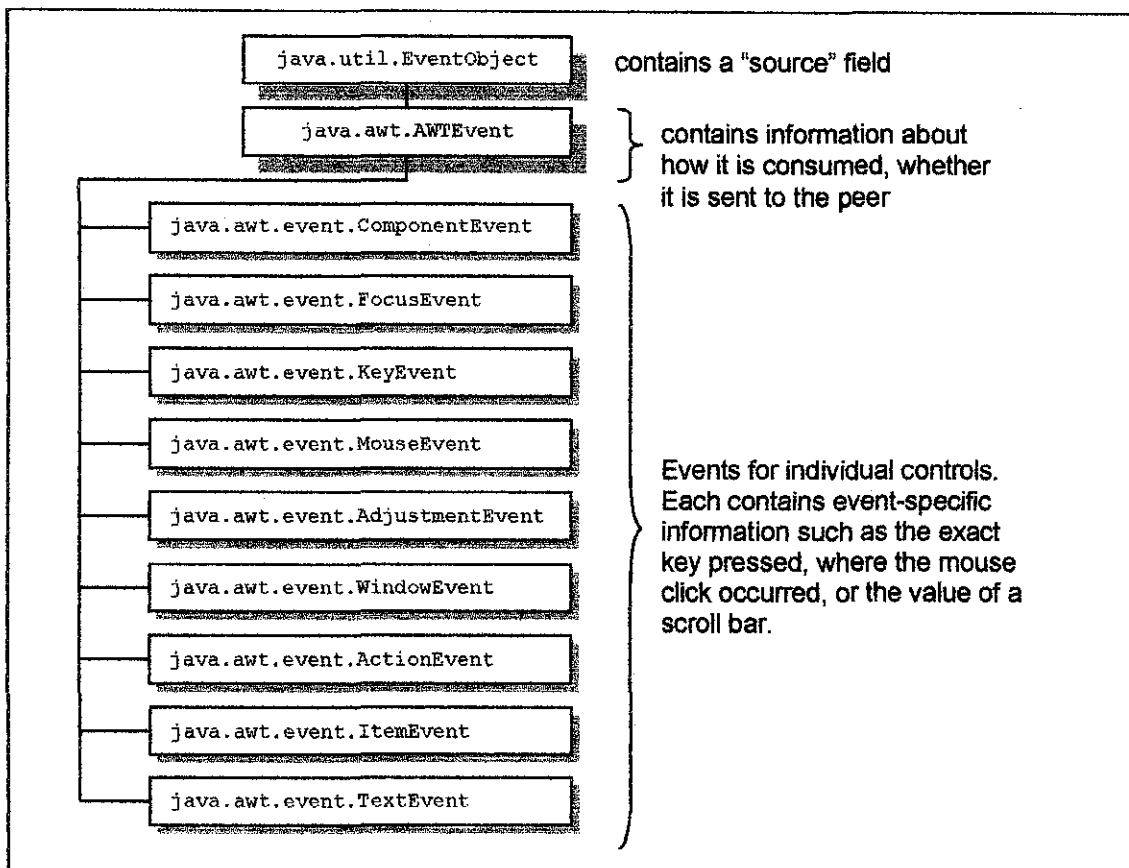 java.util.EventObject
contains a “source” field
java.awt.AWTEvent
contains information about
how it is consumed, whether
it is sent to the peer
java.awt.event.ComponentEvent
java.awt.event.FocusEvent
java.awt.event.KeyEvent
java.awt.event.MouseEvent
java.awt.event.AdjustmentEvent
java.awt.event.WindowEvent
java.awt.event.ActionEvent
java.awt.event.ItemEvent
java.awt.event.TextEvent
Events for individual controls.
Each contains event-specific
information such as the exact
key pressed, where the mouse
click occurred, or the value of a
scroll bar.